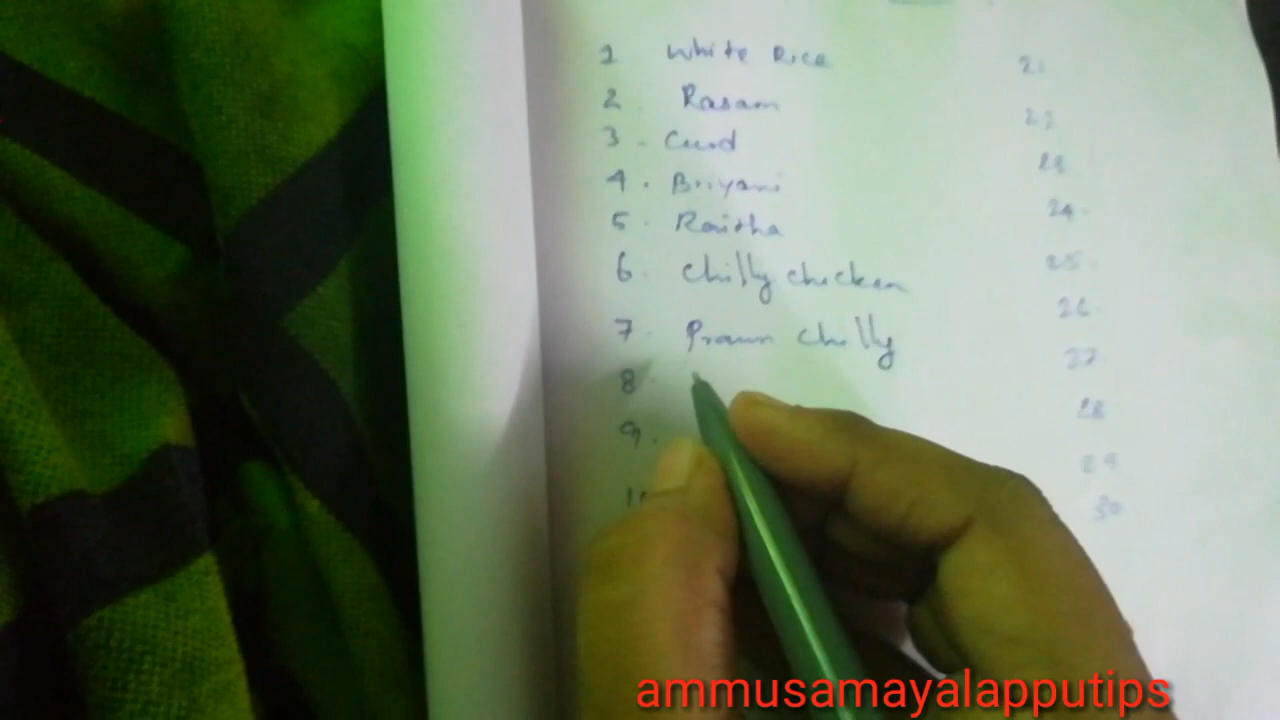 1 White Rice
2. Rasam
3. Curd
4. Briyani
5. Raitha
6. Chilly chicken
7. Prawn Chilly
8.
9.
10
21
22
23
24.
25.
26.
27
28
29
30
ammusamayalapputips